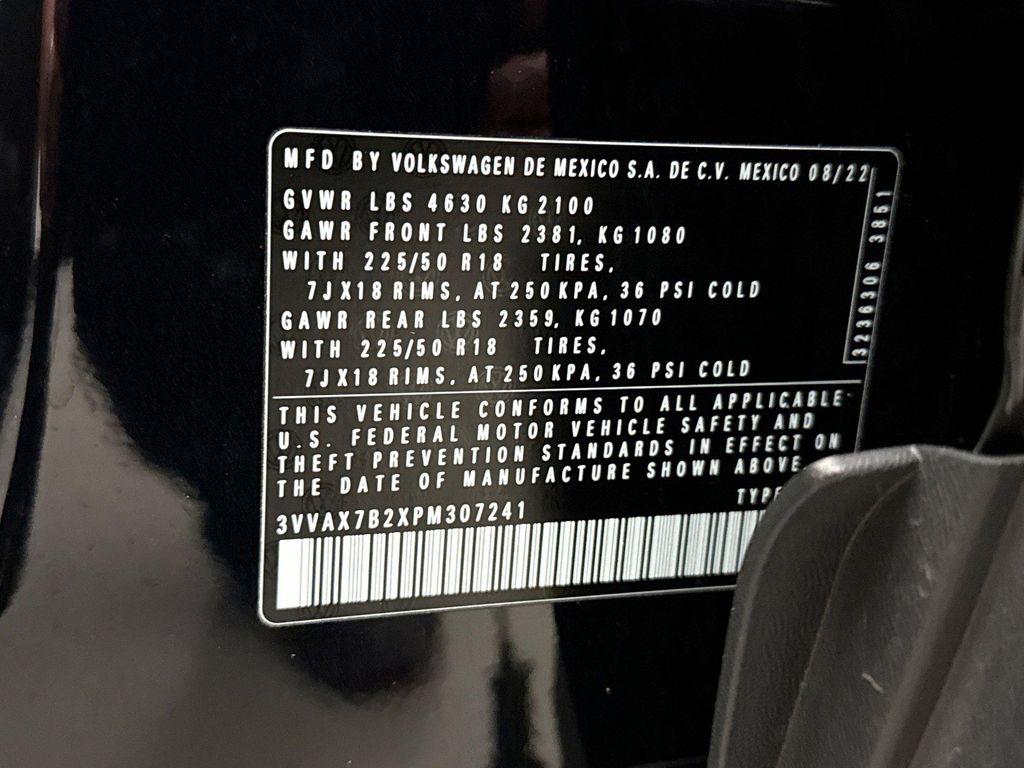 MFD BY VOLKSWAGEN DE MEXICO S.A. DE C.V. MEXICO 08/22
GVWR LBS 4630 KG 2100
GAWR FRONT LBS 2381, KG 1080
WITH 225/50 R18 TIRES,
7JX18 RIMS, AT 250 KPA, 36 PSI COLD
GAWR REAR LBS 2359, KG 1070
WITH 225/50 R18 TIRES,
7JX18 RIMS, AT 250 KPA, 36 PSI COLD
3236306 3851
THIS VEHICLE CONFORMS TO ALL APPLICABLE
U.S. FEDERAL MOTOR VEHICLE SAFETY AND
THEFT PREVENTION STANDARDS IN EFFECT ON
THE DATE OF MANUFACTURE SHOWN ABOVE
TYPE
3VVAX7B2XPM307241